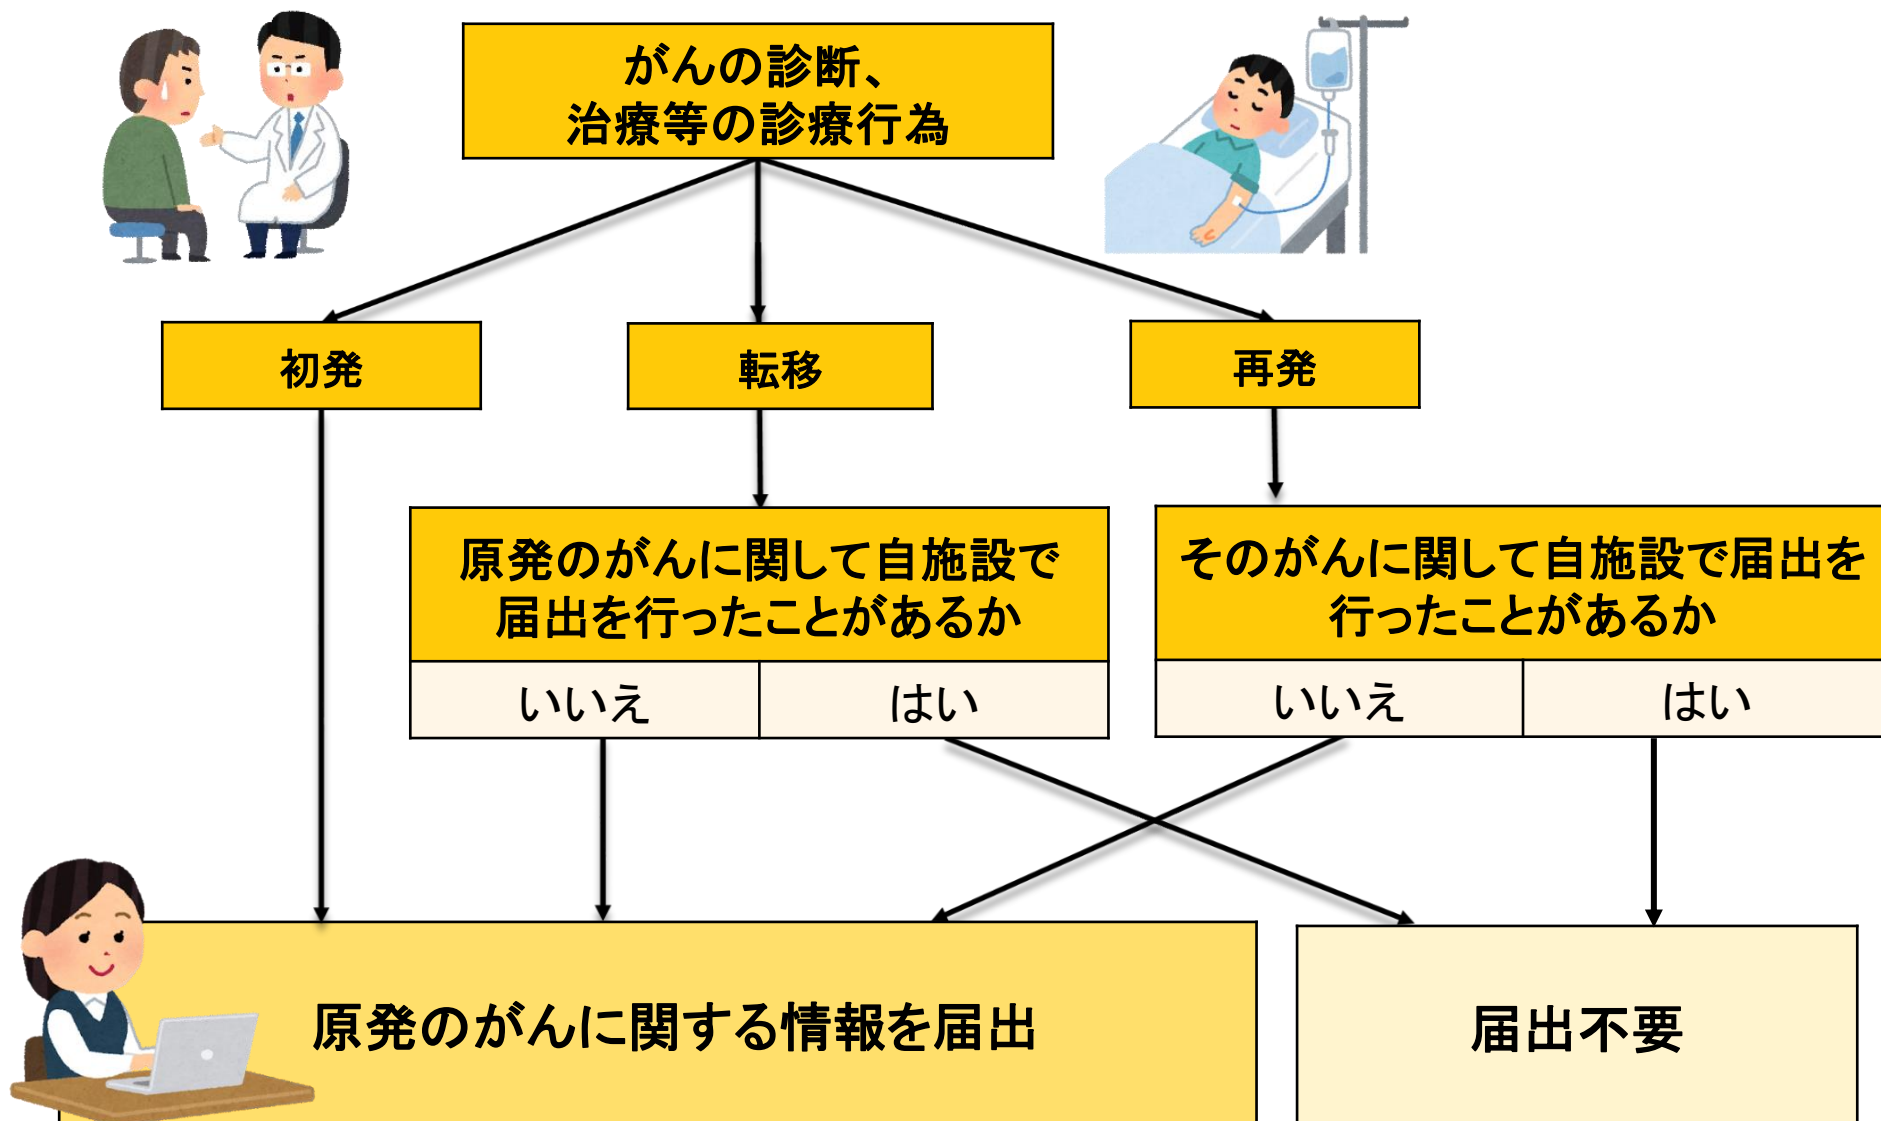 がんの診断、
治療等の診療行為
初発
転移
再発
原発のがんに関して自施設で
届出を行ったことがあるか
いいえ
はい
そのがんに関して自施設で届出を
行ったことがあるか
いいえ
はい
原発のがんに関する情報を届出
届出不要